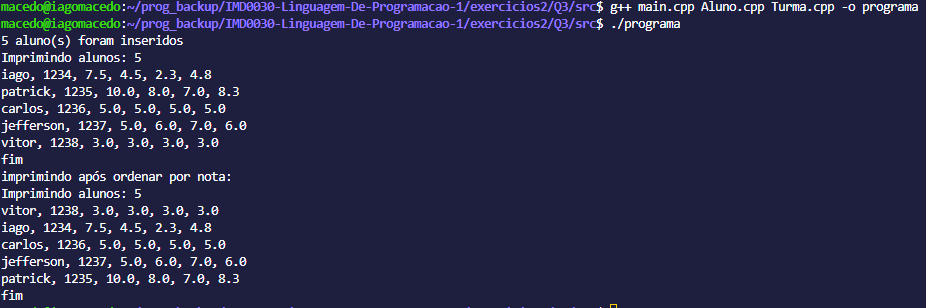 macedo@iagomacedo:~/prog_backup/IMD0030-Linguagem-De-Programacao-1/exercicios2/Q3/src$ g++ main.cpp Aluno.cpp Turma.cpp -o programa
macedo@iagomacedo:~/prog_backup/IMD0030-Linguagem-De-Programacao-1/exercicios2/Q3/src$ ./programa
5 aluno(s) foram inseridos
Imprimindo alunos: 5
iago, 1234, 7.5, 4.5, 2.3, 4.8
patrick, 1235, 10.0, 8.0, 7.0, 8.3
carlos, 1236, 5.0, 5.0, 5.0, 5.0
jefferson, 1237, 5.0, 6.0, 7.0, 6.0
vitor, 1238, 3.0, 3.0, 3.0, 3.0
fim
imprimindo após ordenar por nota:
Imprimindo alunos: 5
vitor, 1238, 3.0, 3.0, 3.0, 3.0
iago, 1234, 7.5, 4.5, 2.3, 4.8
carlos, 1236, 5.0, 5.0, 5.0, 5.0
jefferson, 1237, 5.0, 6.0, 7.0, 6.0
patrick, 1235, 10.0, 8.0, 7.0, 8.3
fim